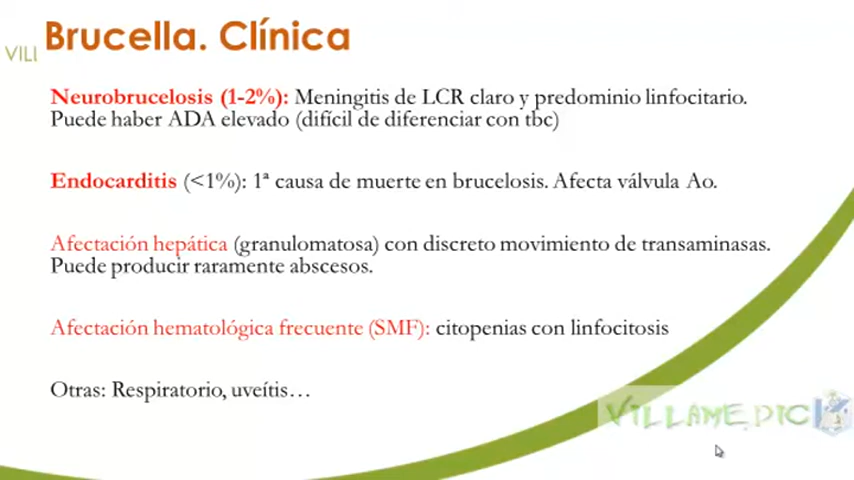 Brucella. Clínica
VILL
Neurobrucelosis (1-2%): Meningitis de LCR claro y predominio linfocitario.
Puede haber ADA elevado (difícil de diferenciar con tbc)
Endocarditis (<1%): 1ª causa de muerte en brucelosis. Afecta válvula Ao.
Afectación hepática (granulomatosa) con discreto movimiento de transaminasas.
Puede producir raramente abscesos.
Afectación hematológica frecuente (SMF): citopenias con linfocitosis
Otras: Respiratorio, uveítis…
VILLAMEDIC